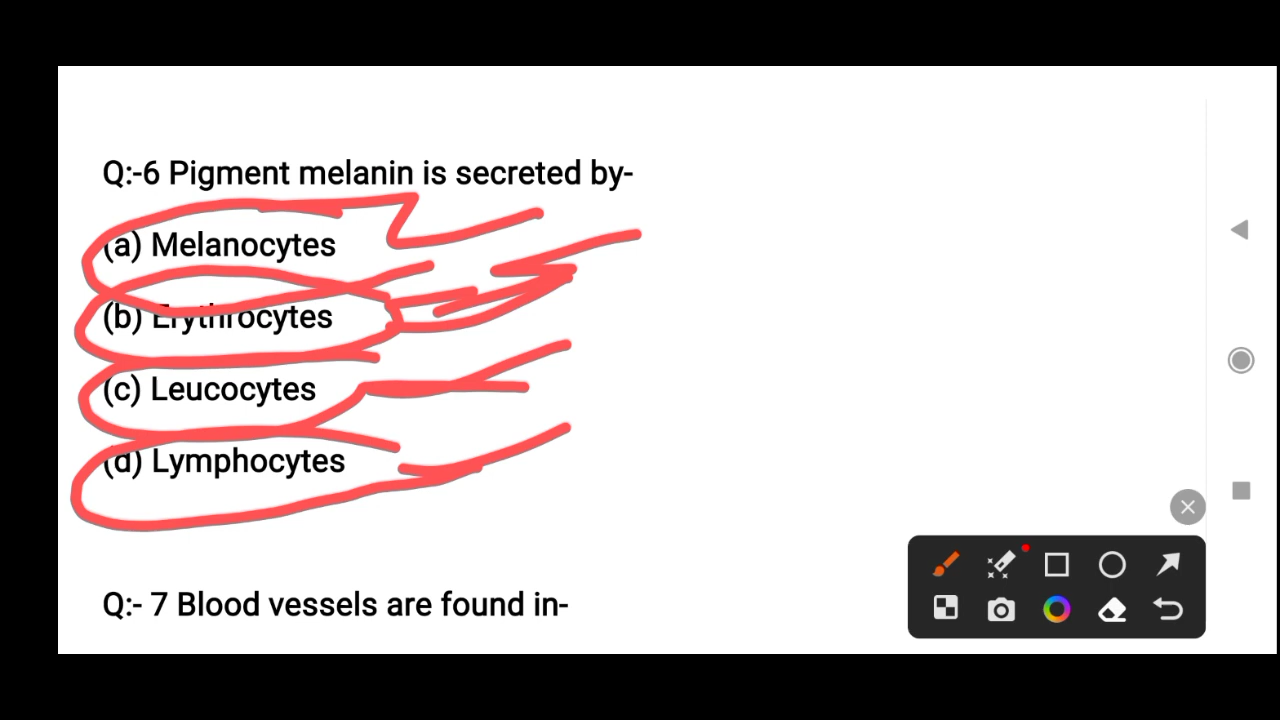 Q:-6 Pigment melanin is secreted by-
(a) Melanocytes
(b) Erythrocytes
(c) Leucocytes
(d) Lymphocytes
Q:- 7 Blood vessels are found in-